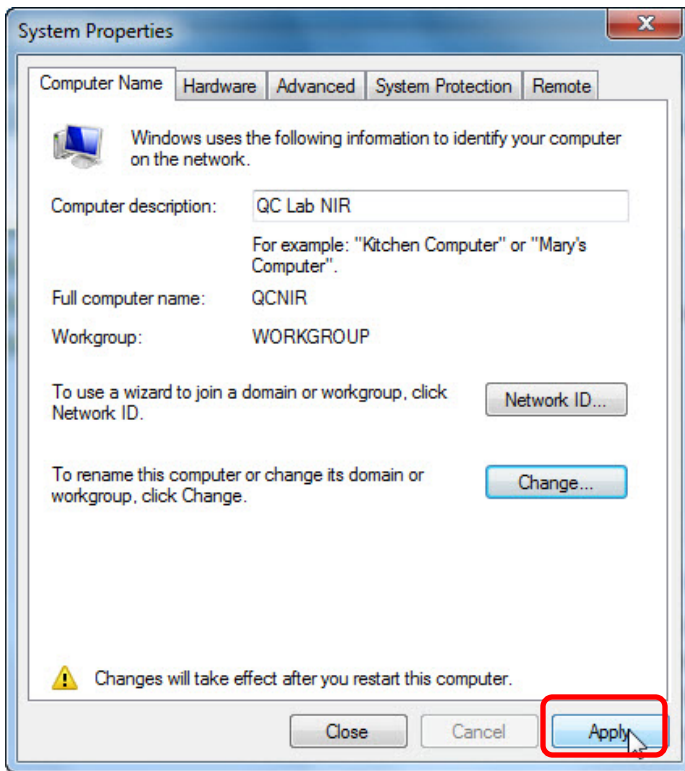 System Properties
Computer Name Hardware Advanced System Protection Remote
Windows uses the following information to identify your computer
on the network.
Computer description: QC Lab NIR
For example: "Kitchen Computer" or "Mary's
Computer".
Full computer name: QCNIR
Workgroup: WORKGROUP
To use a wizard to join a domain or workgroup, click
Network ID.
Network ID...
To rename this computer or change its domain or
workgroup, click Change.
Change...
Changes will take effect after you restart this computer.
Close Cancel Apply